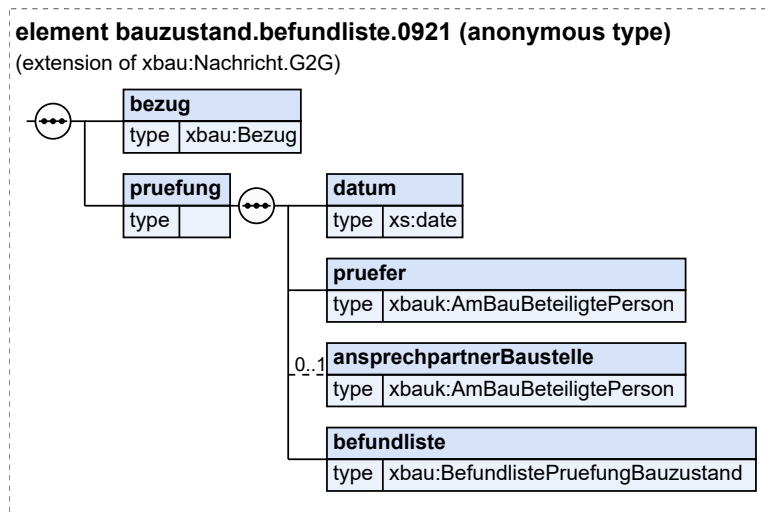 element bauzustand.befundliste.0921 (anonymous type)
(extension of xbau:Nachricht.G2G)
bezug
type xbau:Bezug
pruefung
type
datum
type xs:date
pruefer
type xbauk:AmBauBeteiligtePerson
0..1
ansprechpartnerBaustelle
type xbauk:AmBauBeteiligtePerson
befundliste
type xbau:BefundlistePruefungBauzustand